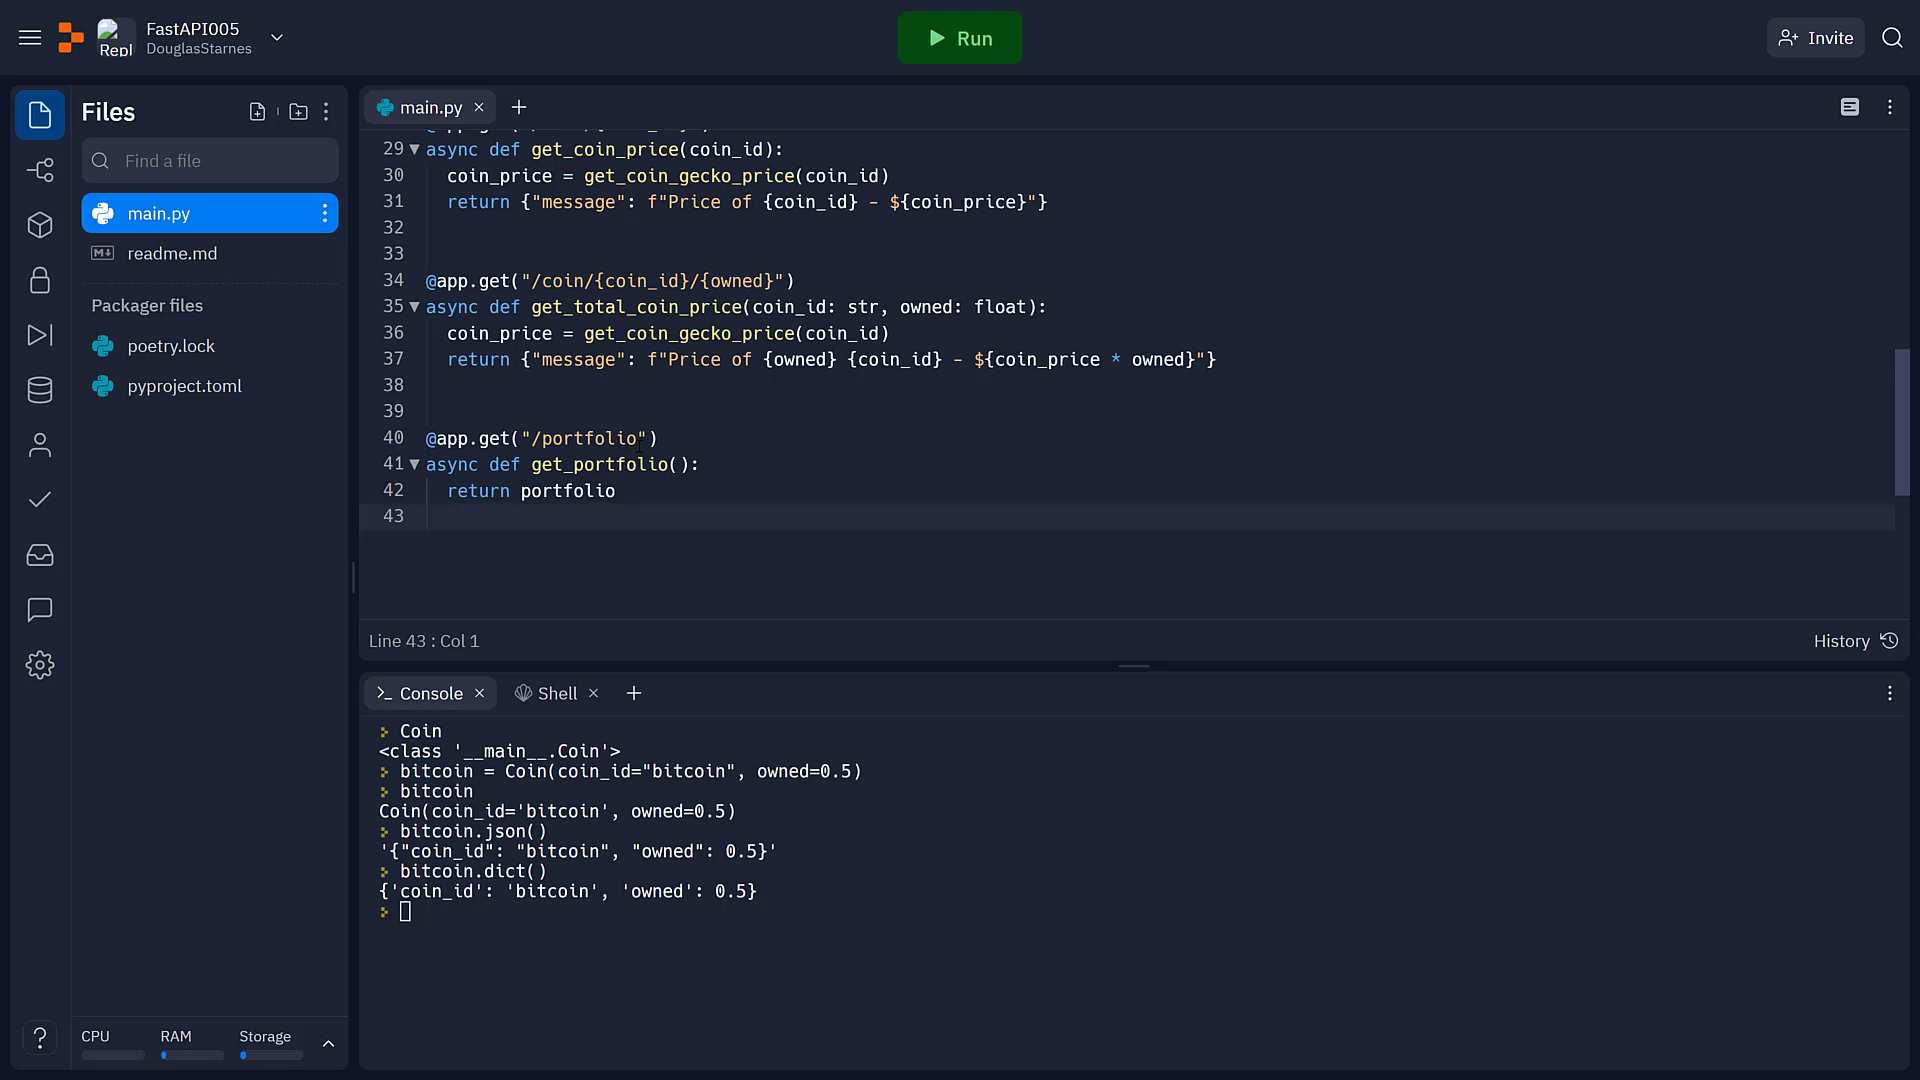 FastAPI005
DouglasStarnes
Repl
Run
Invite
Files
Find a file
main.py
readme.md
Packager files
poetry.lock
pyproject.toml
CPU RAM Storage
main.py
29 async def get_coin_price(coin_id):
30 coin_price = get_coin_gecko_price(coin_id)
31 return {"message": f"Price of {coin_id} - ${coin_price}"}
32
33
34 @app.get("/coin/{coin_id}/{owned}")
35 async def get_total_coin_price(coin_id: str, owned: float):
36 coin_price = get_coin_gecko_price(coin_id)
37 return {"message": f"Price of {owned} {coin_id} - ${coin_price * owned}"}
38
39
40 @app.get("/portfolio")
41 async def get_portfolio():
42 return portfolio
43
Line 43 : Col 1
History
Console Shell
Coin
<class '__main__.Coin'>
bitcoin = Coin(coin_id="bitcoin", owned=0.5)
bitcoin
Coin(coin_id='bitcoin', owned=0.5)
bitcoin.json()
'{"coin_id": "bitcoin", "owned": 0.5}'
bitcoin.dict()
{'coin_id': 'bitcoin', 'owned': 0.5}